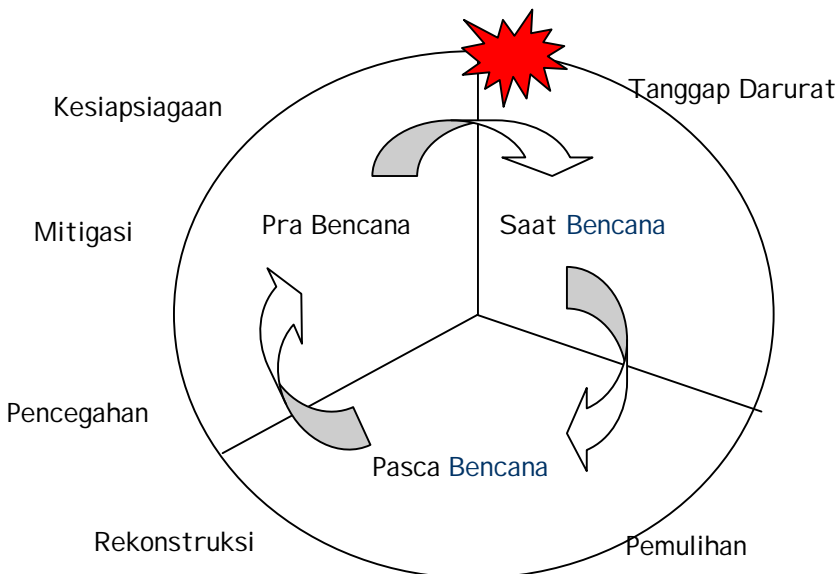 Tanggap Darurat
Kesiapsiagaan
Mitigasi
Pra Bencana
Saat Bencana
Pencegahan
Pasca Bencana
Rekonstruksi
Pemulihan